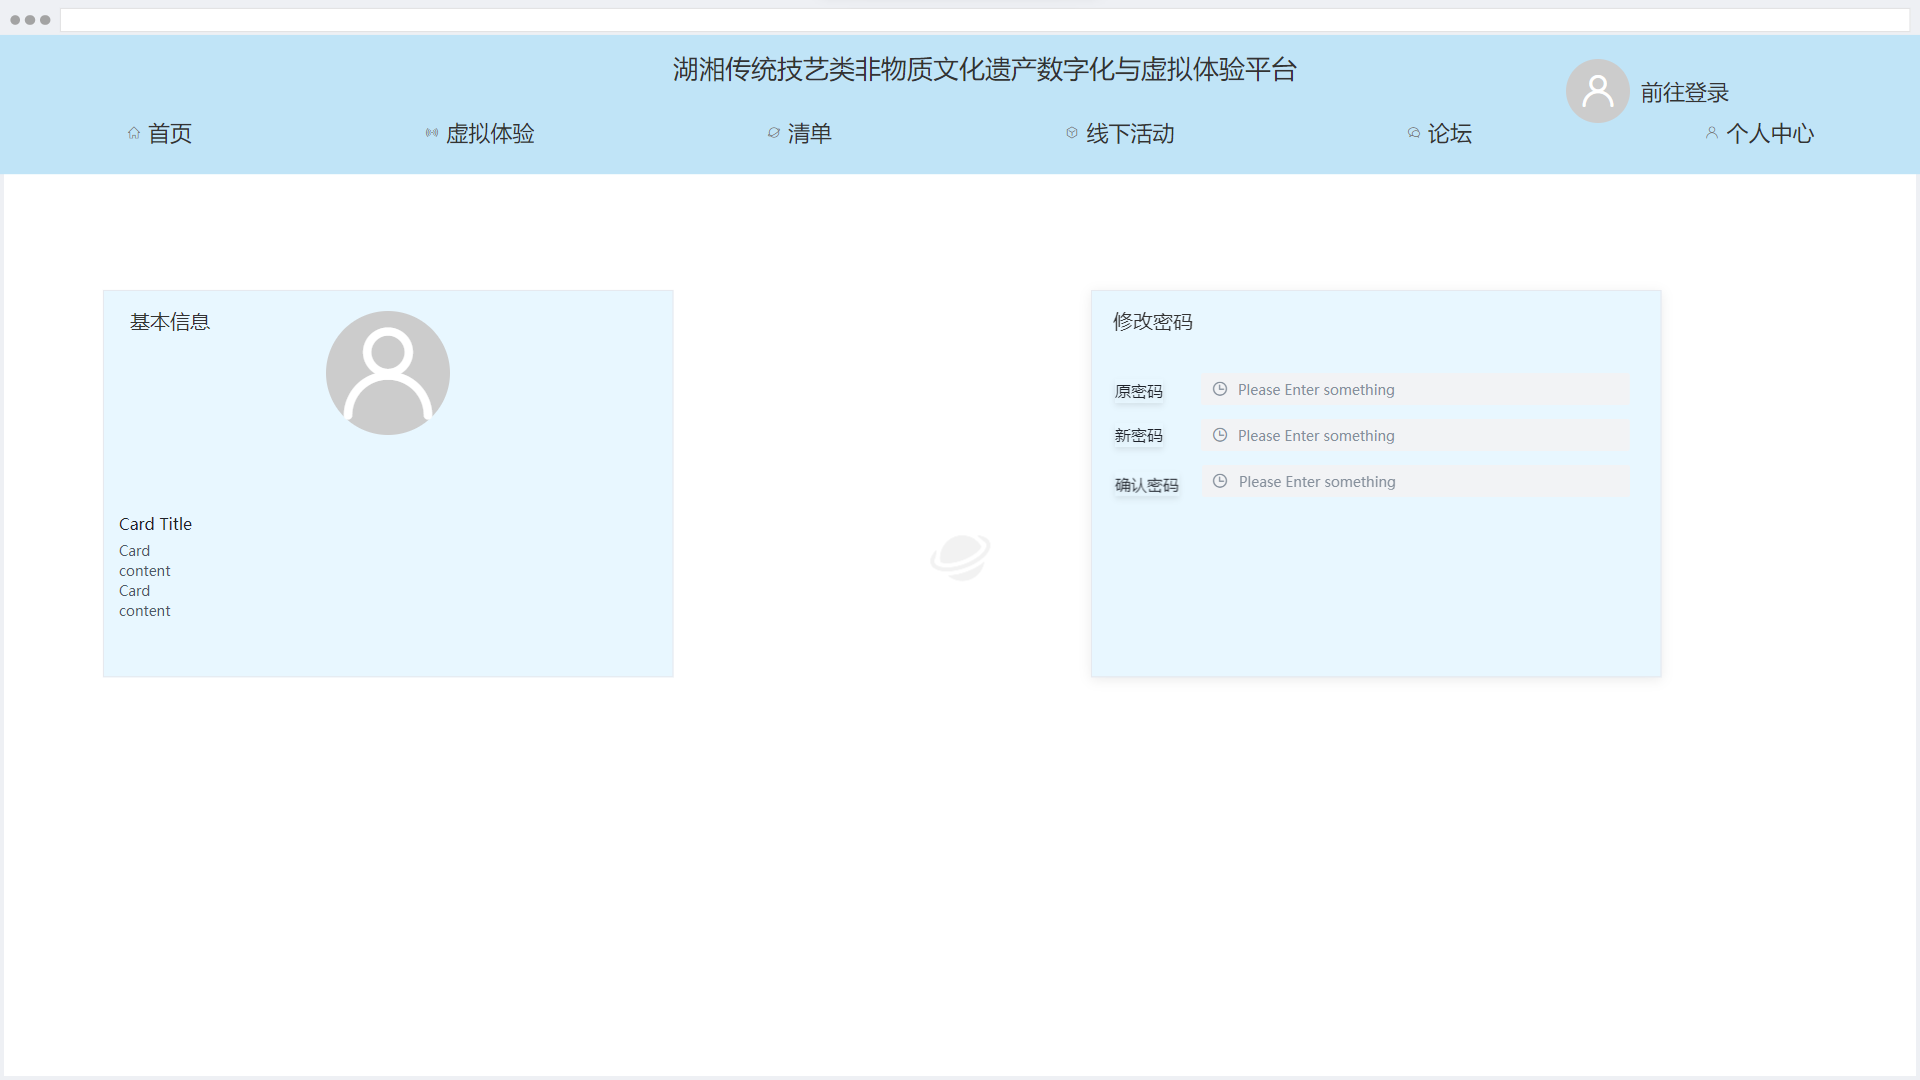 湖湘传统技艺类非物质文化遗产数字化与虚拟体验平台
前往登录
首页
虚拟体验
清单
线下活动
论坛
个人中心
基本信息
Card Title
Card
content
Card
content
修改密码
原密码
Please Enter something
新密码
Please Enter something
确认密码
Please Enter something